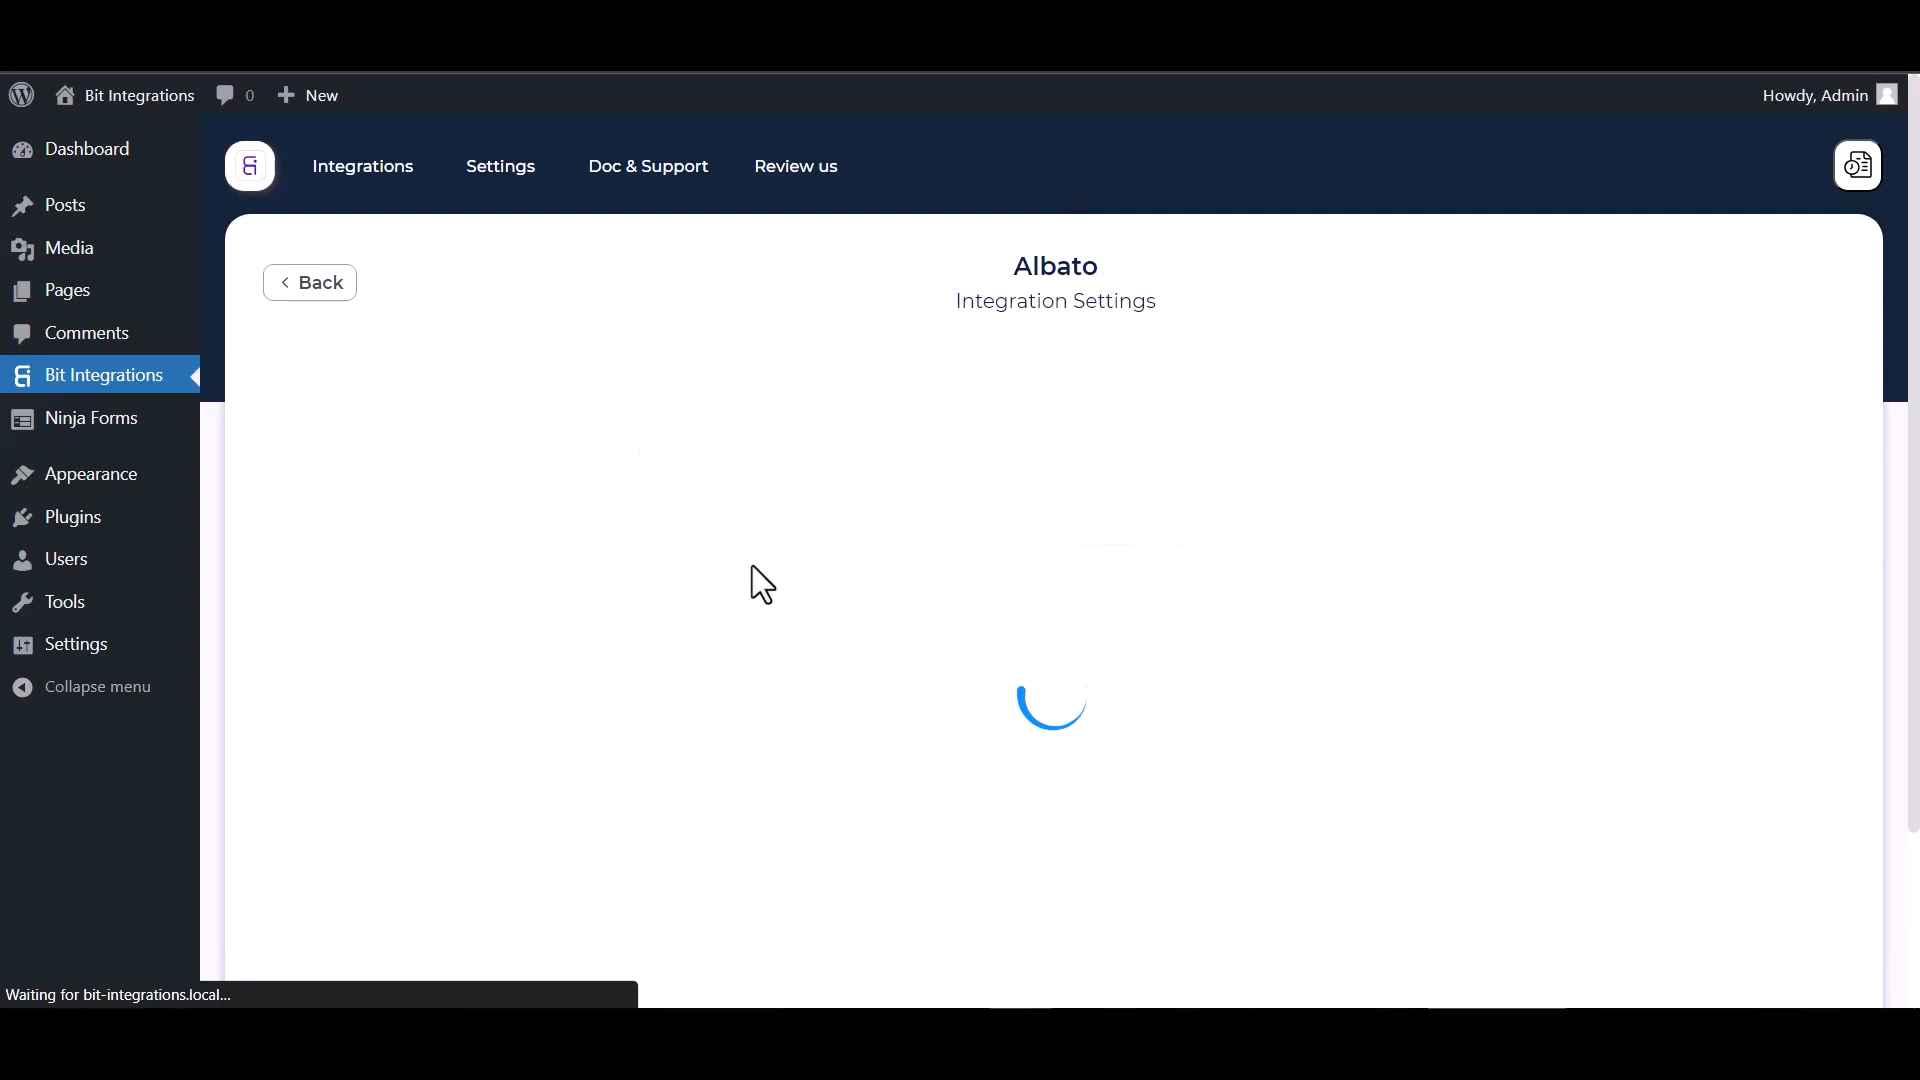 Bit Integrations
0
New
Howdy, Admin
Dashboard
Posts
Media
Pages
Comments
Bit Integrations
Ninja Forms
Appearance
Plugins
Users
Tools
Settings
Collapse menu
Integrations
Settings
Doc & Support
Review us
Back
Albato
Integration Settings
Waiting for bit-integrations.local...